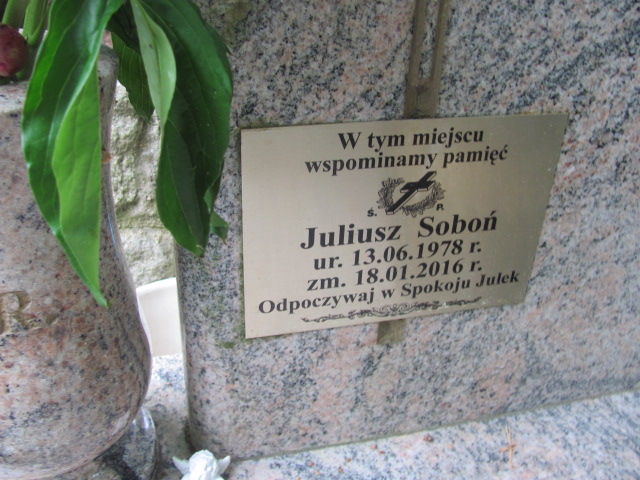 W tym miejscu
wspominamy pamięć
Ś. P.
Juliusz Soboń
ur. 13.06.1978 r.
zm. 18.01.2016 r.
Odpoczywaj w Spokoju Julek
R